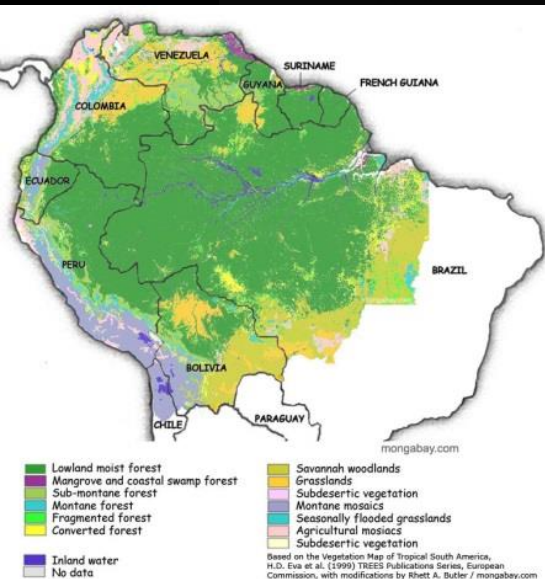 VENEZUELA
SURINAME
GUYANA
FRENCH GUIANA
COLOMBIA
ECUADOR
PERU
BRAZIL
mongabay.com
BOLIVIA
CHILE
PARAGUAY
mongabay.com
Lowland moist forest
Mangrove and coastal swamp forest
Sub-montane forest
Montane forest
Fragmented forest
Converted forest
Inland water
No data
Savannah woodlands
Grasslands
Subdesertic vegetation
Montane mosaics
Seasonally flooded grasslands
Agricultural mosiacs
Subdesertic vegetation
Based on the Vegetation Map of Tropical South America,
H.D. Eva et al. (1999) TREES Publications Series, European
Commission, with modifications by Rhett A. Butler / mongabay.com